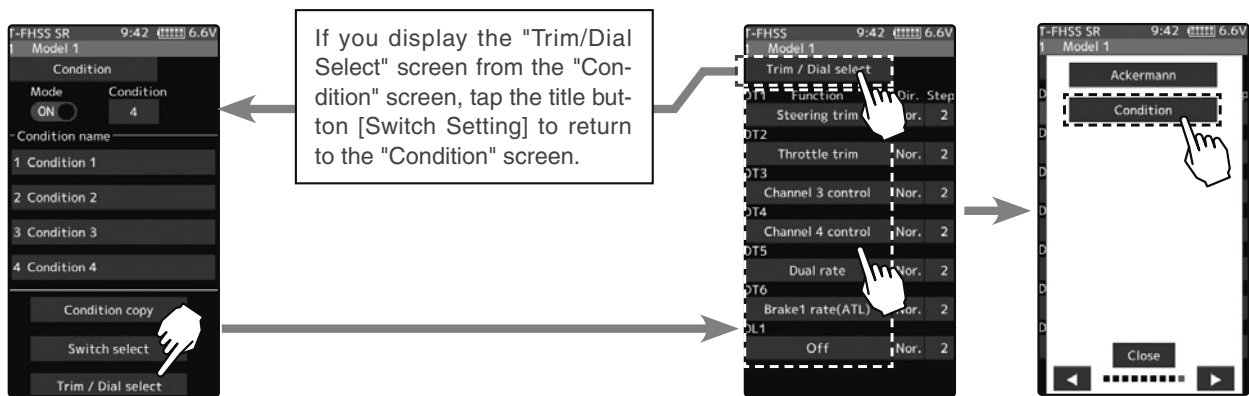 T-FHSS SR 9:42 6.6V
1 Model 1
Condition
Mode Condition
ON 4
Condition name
1 Condition 1
2 Condition 2
3 Condition 3
4 Condition 4
Condition copy
Switch select
Trim / Dial select
If you display the "Trim/Dial
Select" screen from the "Con-
dition" screen, tap the title but-
ton [Switch Setting] to return
to the "Condition" screen.
T-FHSS 9:42 6.6V
1 Model 1
Trim / Dial select
DT1 Function Dir. Step
Steering trim Nor. 2
DT2
Throttle trim Nor. 2
DT3
Channel 3 control Nor. 2
DT4
Channel 4 control Nor. 2
DT5
Dual rate Nor. 2
DT6
Brake1 rate(ATL) Nor. 2
DL1
Off Nor. 2
T-FHSS SR 9:42 6.6V
1 Model 1
Ackermann
Condition
Close